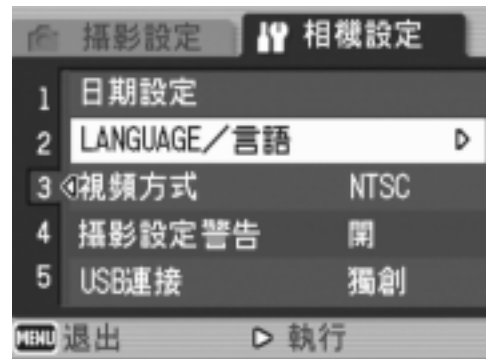 攝影設定 相機設定
1 日期設定
2 LANGUAGE／言語
3 視頻方式 NTSC
4 攝影設定警告 開
5 USB連接 獨創
MENU 退出 執行